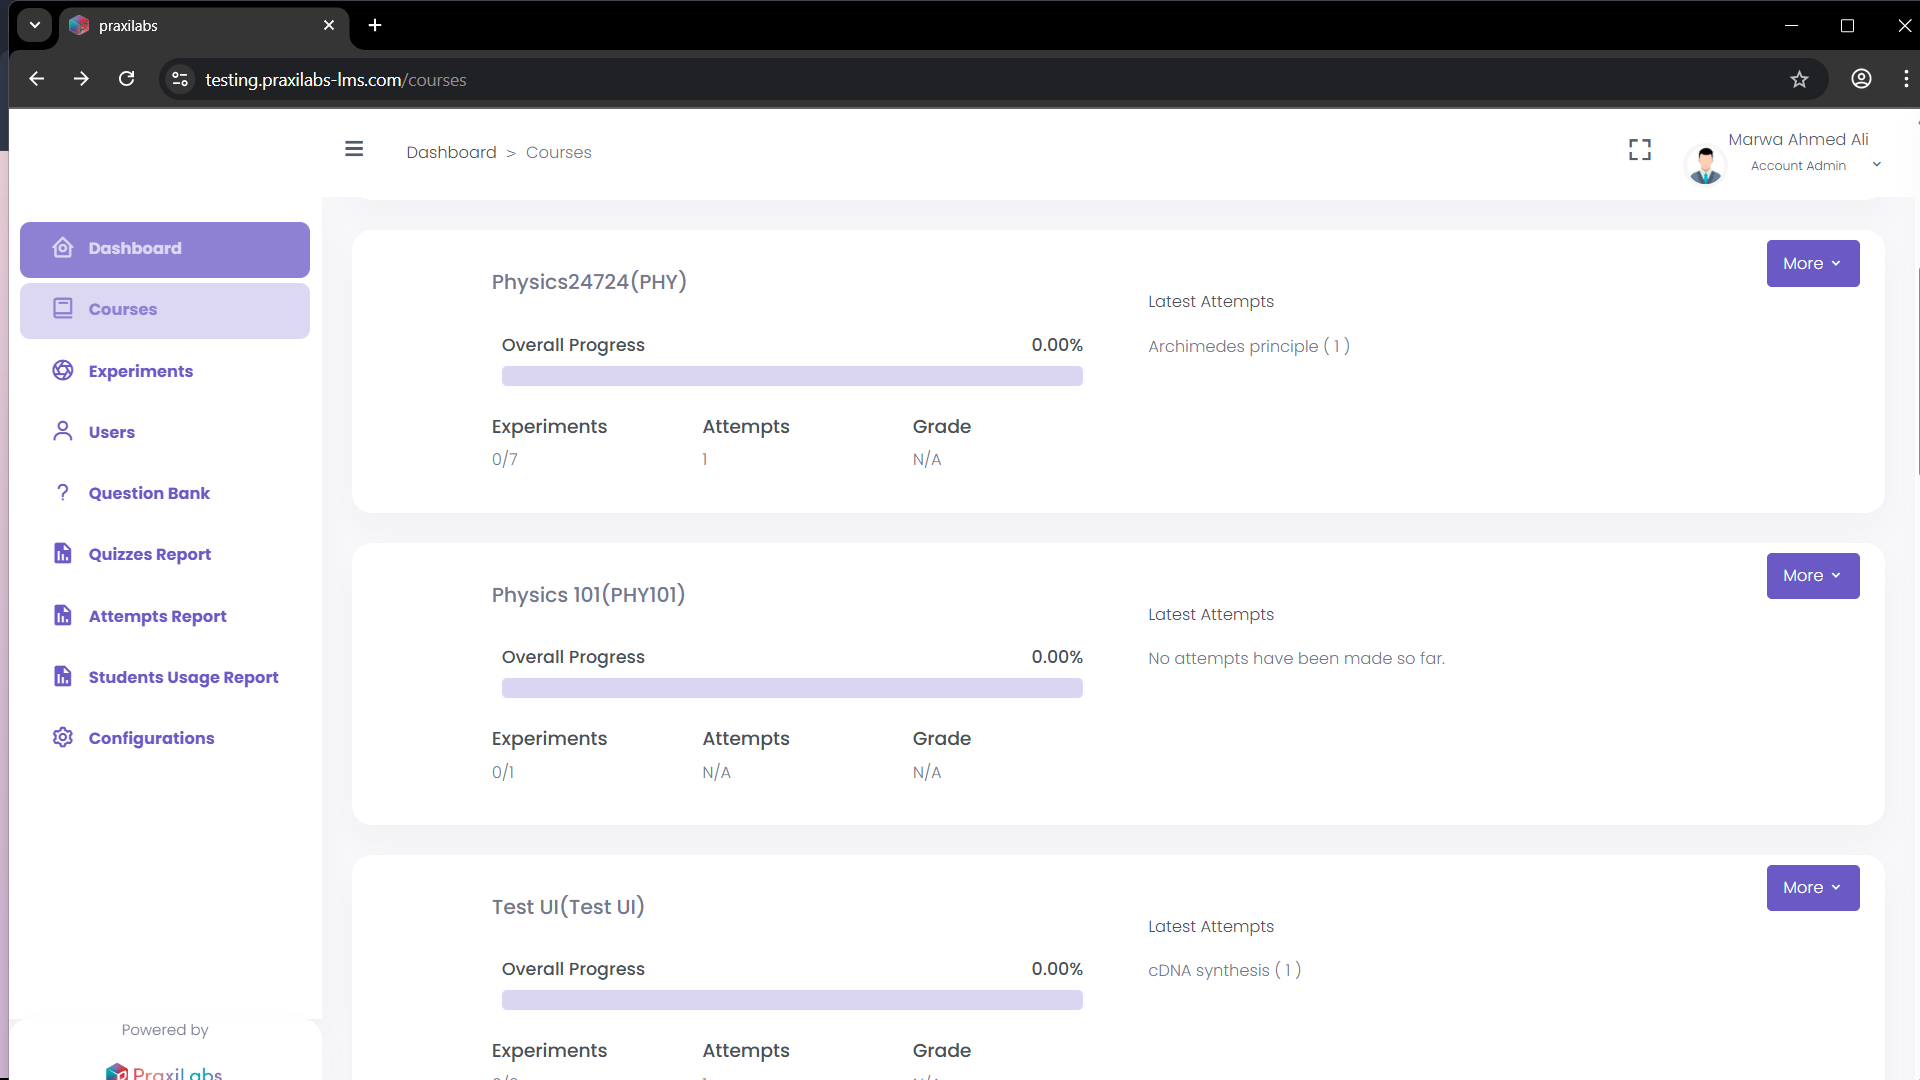 praxilabs
testing.praxilabs-lms.com/courses
Dashboard > Courses
Marwa Ahmed Ali
Account Admin
Dashboard
Courses
Experiments
Users
Question Bank
Quizzes Report
Attempts Report
Students Usage Report
Configurations
Powered by
PraxiLabs
Physics24724(PHY)
More
Latest Attempts
Overall Progress 0.00%
Archimedes principle ( 1 )
Experiments Attempts Grade
0/7 1 N/A
Physics 101(PHY101)
More
Latest Attempts
Overall Progress 0.00%
No attempts have been made so far.
Experiments Attempts Grade
0/1 N/A N/A
Test UI(Test UI)
More
Latest Attempts
Overall Progress 0.00%
cDNA synthesis ( 1 )
Experiments Attempts Grade